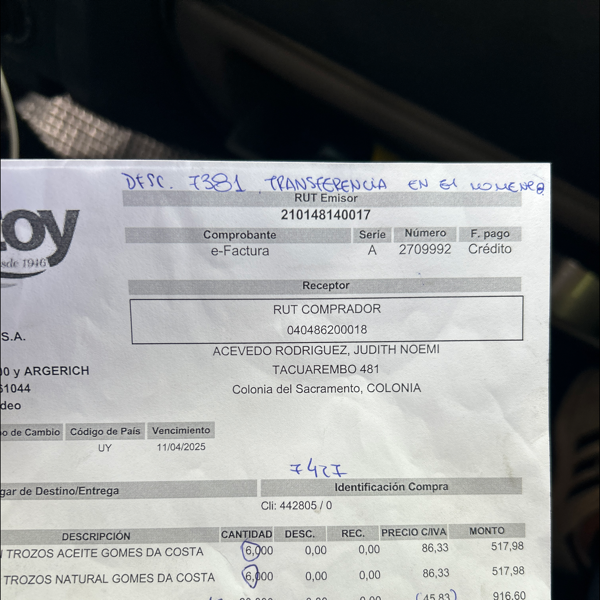 DESC. 7381 TRANSFERENCIA EN EL MOMENTO
RUT Emisor
210148140017
Comprobante Serie Número F. pago
e-Factura A 2709992 Crédito
sde 1946
Receptor
RUT COMPRADOR
040486200018
S.A.
ACEVEDO RODRIGUEZ, JUDITH NOEMI
00 y ARGERICH TACUAREMBO 481
61044 Colonia del Sacramento, COLONIA
deo
po de Cambio Código de País Vencimiento
UY 11/04/2025
7427
gar de Destino/Entrega Identificación Compra
Cli: 442805 / 0
DESCRIPCIÓN CANTIDAD DESC. REC. PRECIO C/IVA MONTO
TROZOS ACEITE GOMES DA COSTA 6,000 0,00 0,00 86,33 517,98
TROZOS NATURAL GOMES DA COSTA 6,000 0,00 0,00 86,33 517,98
0,00 0,00 (45,83) 916,60